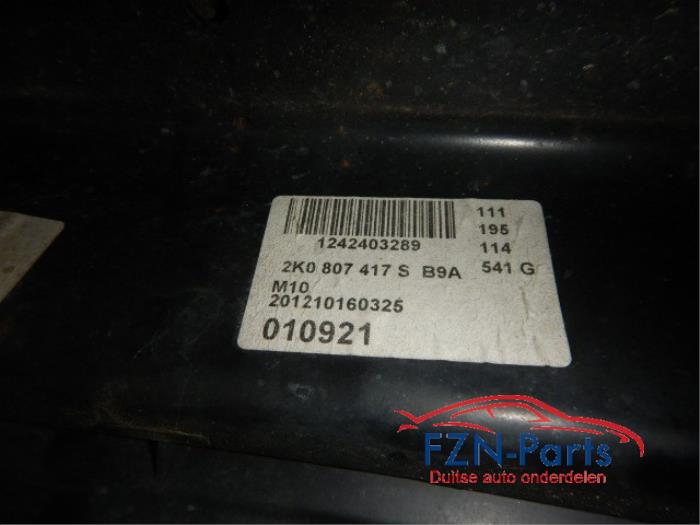 1242403289
111
195
114
541 G
2K0 807 417 S B9A
M10
201210160325
010921
FZN-Parts
Duitse auto onderdelen